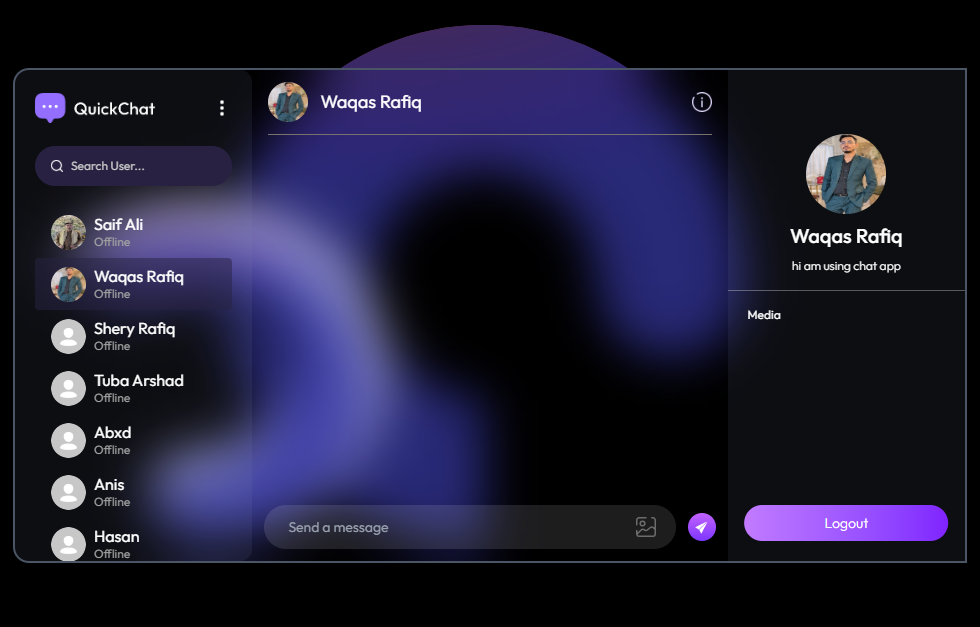 QuickChat
Search User...
Saif Ali
Offline
Waqas Rafiq
Offline
Shery Rafiq
Offline
Tuba Arshad
Offline
Abxd
Offline
Anis
Offline
Hasan
Offline
Waqas Rafiq
Send a message
Waqas Rafiq
hi am using chat app
Media
Logout